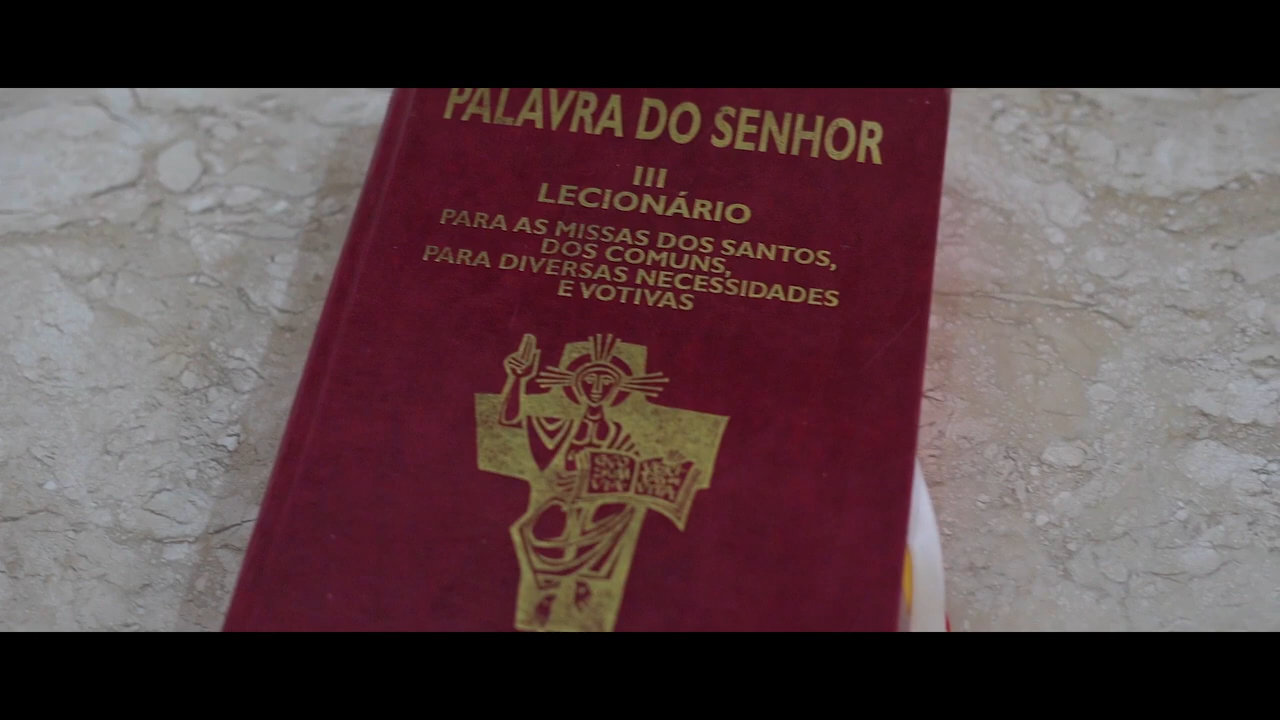 PALAVRA DO SENHOR
III
LECIONÁRIO
PARA AS MISSAS DOS SANTOS,
DOS COMUNS,
PARA DIVERSAS NECESSIDADES
E VOTIVAS